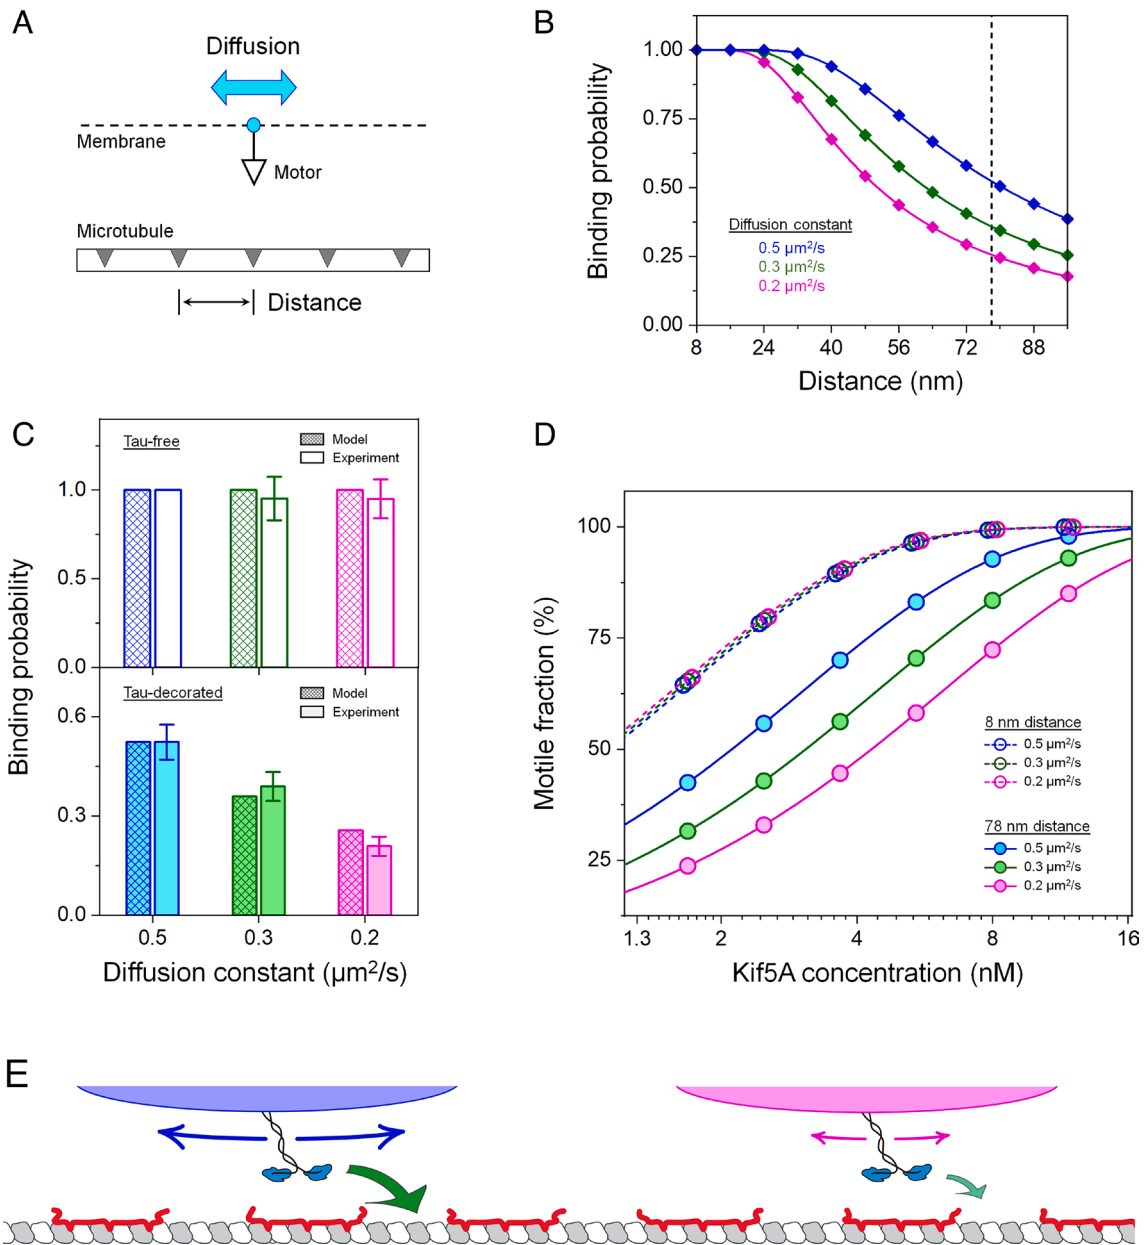 A
Diffusion
Membrane
Motor
Microtubule
Distance
B
Binding probability
1.00
0.75
0.50
0.25
0.00
Diffusion constant
0.5 µm²/s
0.3 µm²/s
0.2 µm²/s
8
24
40
56
72
88
Distance (nm)
C
Binding probability
Tau-free
Model
Experiment
1.0
0.5
0.0
Tau-decorated
Model
Experiment
0.6
0.3
0.0
0.5
0.3
0.2
Diffusion constant (µm²/s)
D
Motile fraction (%)
100
75
50
25
8 nm distance
0.5 µm²/s
0.3 µm²/s
0.2 µm²/s
78 nm distance
0.5 µm²/s
0.3 µm²/s
0.2 µm²/s
1.3
2
4
8
16
Kif5A concentration (nM)
E